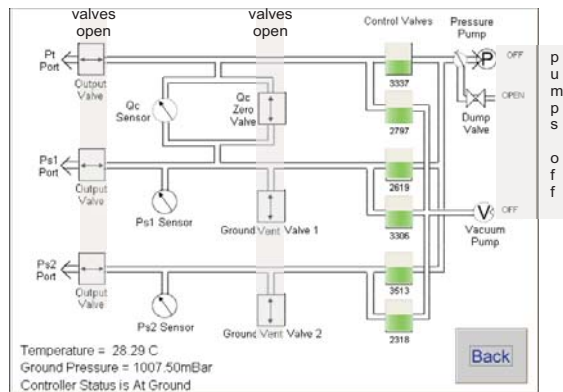 valves
open
valves
open
Control Valves
Pressure
Pump
Pt
Port
P
OFF
Output
Valve
3337
Qc
Sensor
Qc
Zero
Valve
OPEN
Dump
Valve
2797
Ps1
Port
Output
Valve
2619
Ps1 Sensor
Ground Vent Valve 1
3306
V
OFF
Vacuum
Pump
Ps2
Port
Output
Valve
3513
Ps2 Sensor
Ground Vent Valve 2
2318
Temperature = 28.29 C
Ground Pressure = 1007.50mBar
Controller Status is At Ground
Back
pumps off